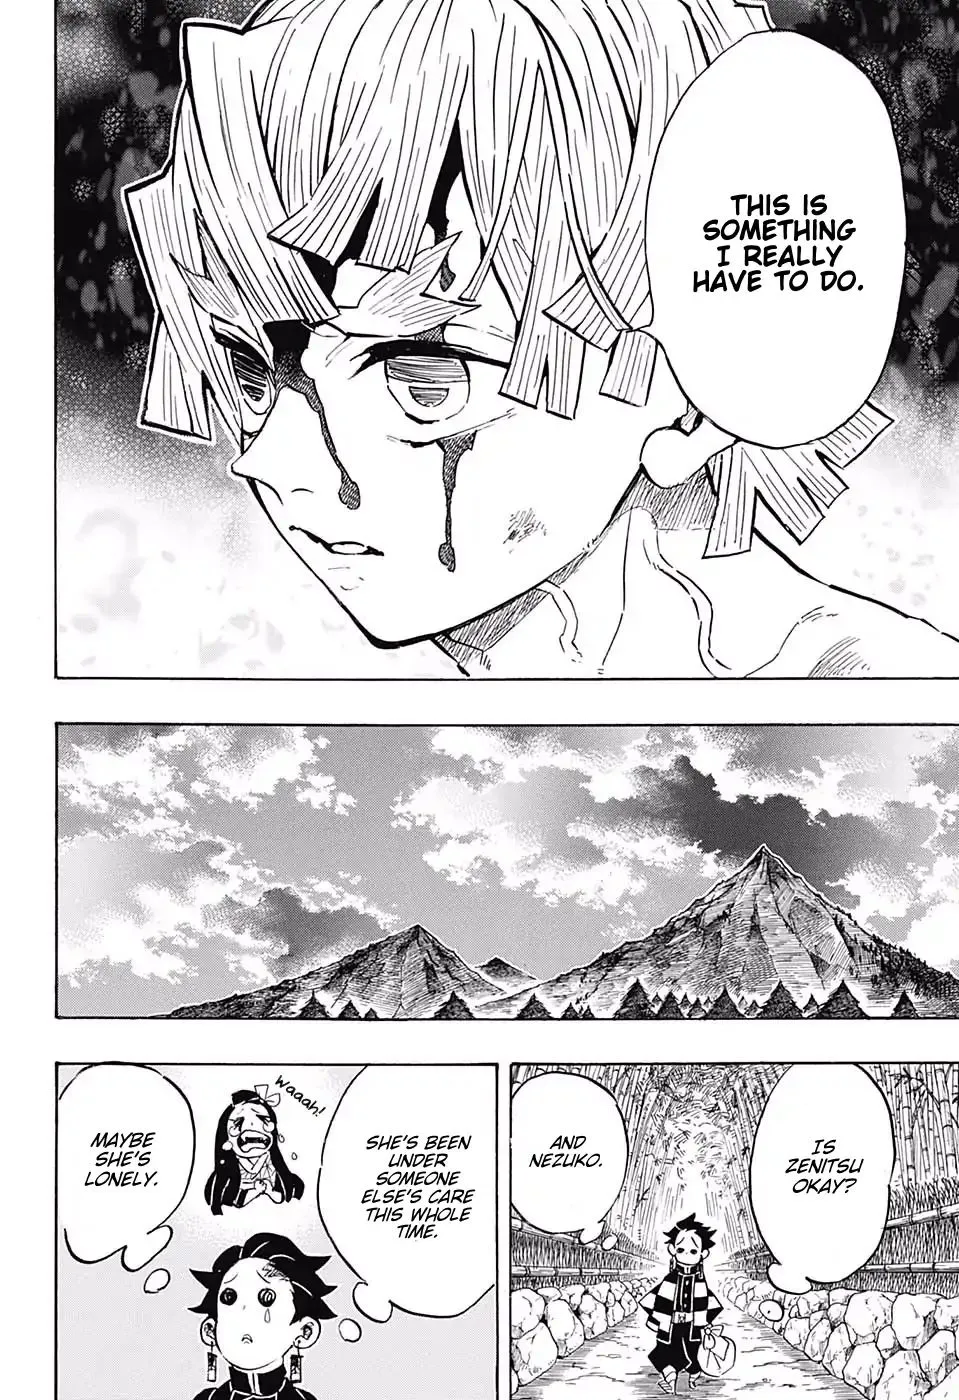 THIS IS
SOMETHING
I REALLY
HAVE TO DO.
IS
ZENITSU
OKAY?
AND
NEZUKO.
SHE'S BEEN
UNDER
SOMEONE
ELSE'S CARE
THIS WHOLE
TIME.
Waaah!
MAYBE
SHE'S
LONELY.